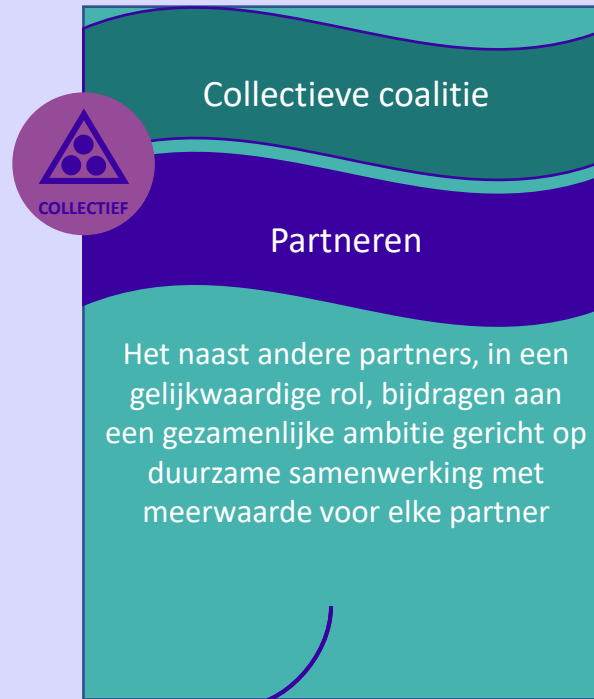 Collectieve coalitie
COLLECTIEF
Partneren
Het naast andere partners, in een
gelijkwaardige rol, bijdragen aan
een gezamenlijke ambitie gericht op
duurzame samenwerking met
meerwaarde voor elke partner